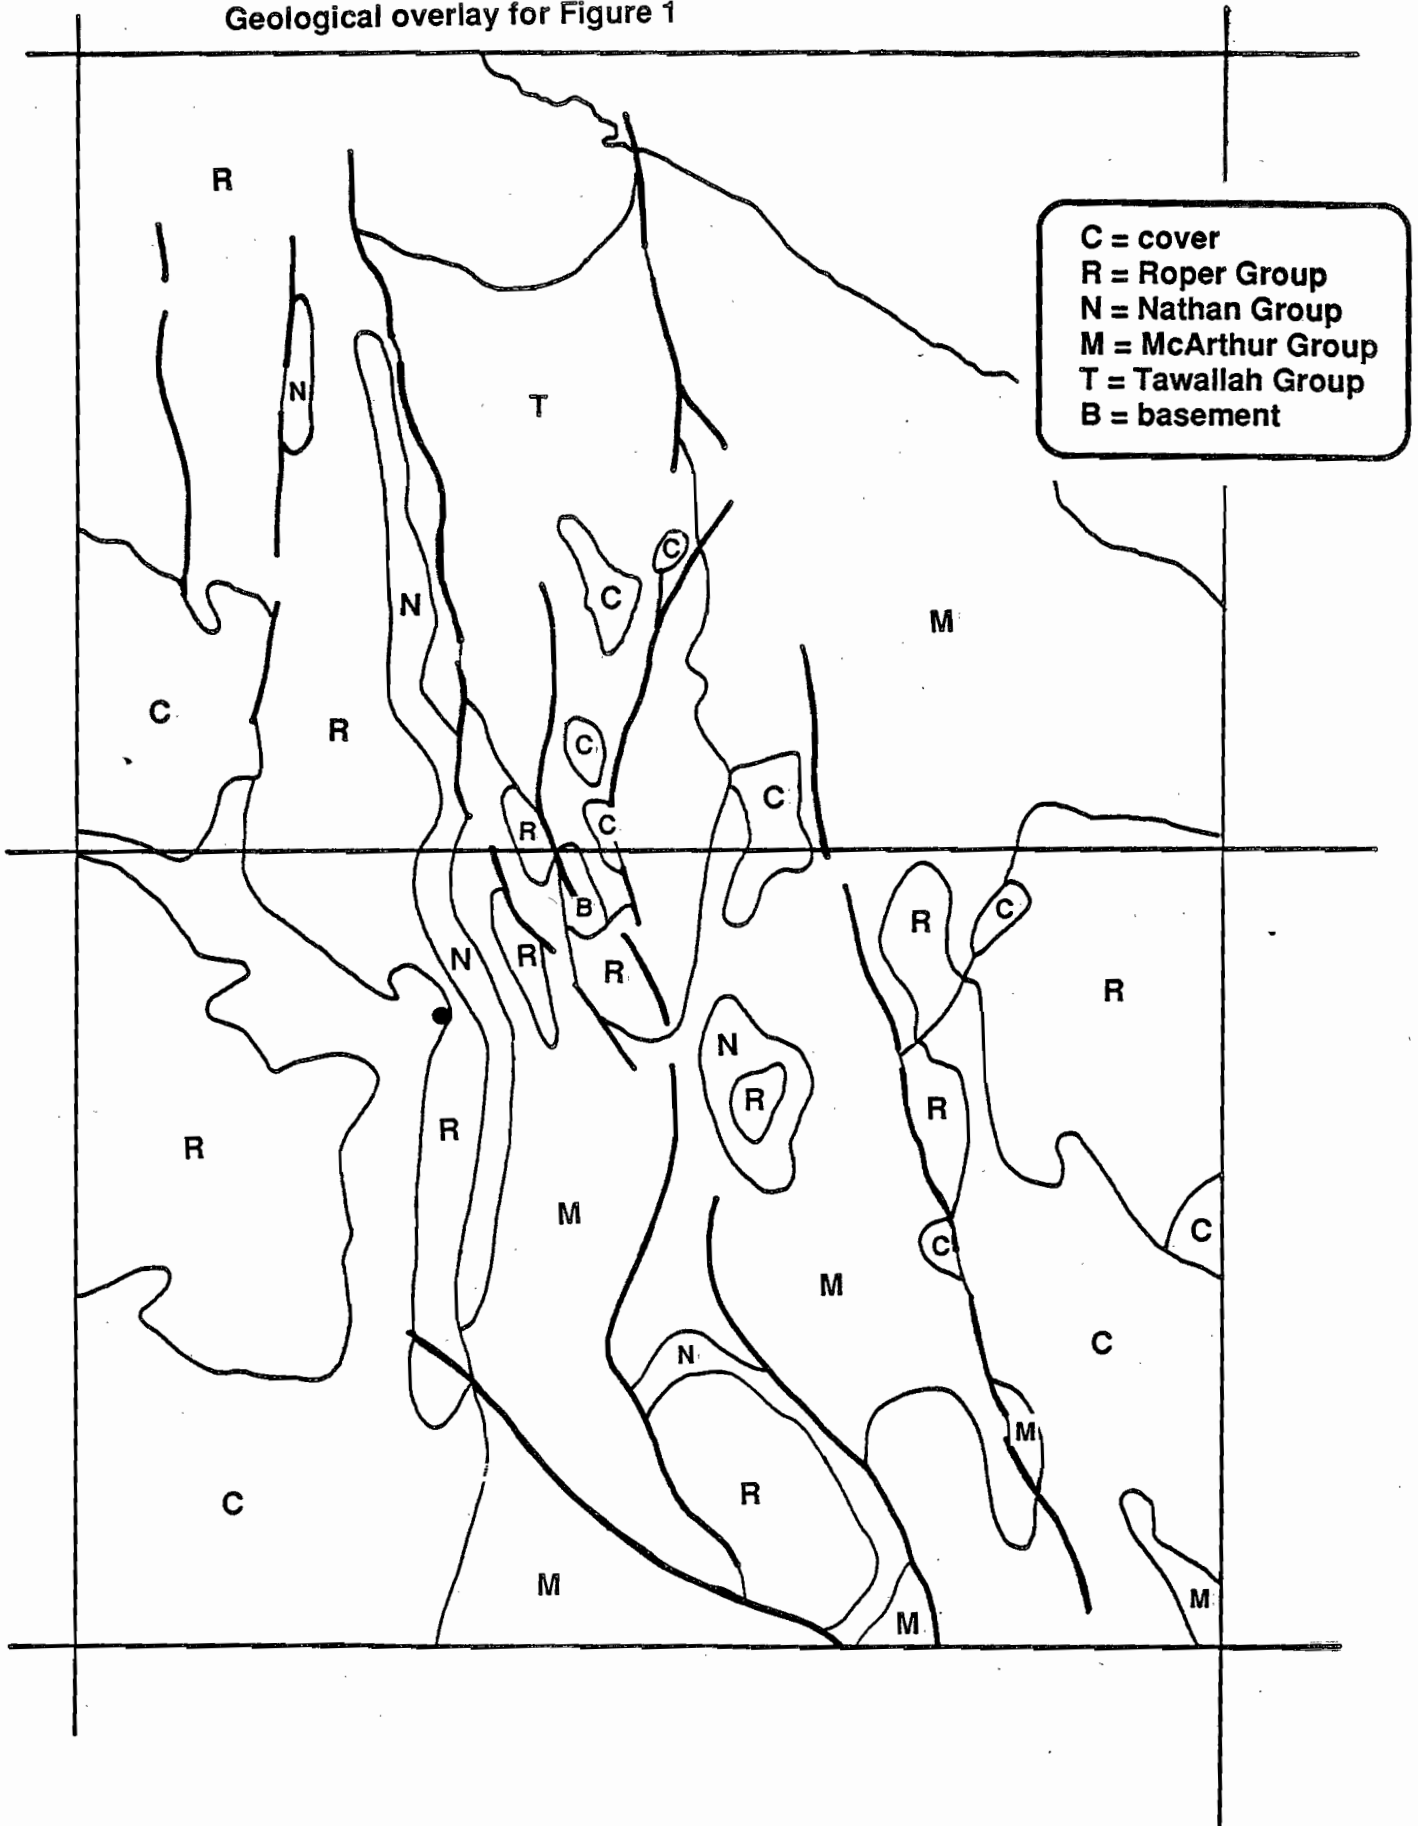 Geological overlay for Figure 1
R
C = cover
R = Roper Group
N = Nathan Group
M = McArthur Group
T = Tawallah Group
B = basement
N
T
C
C
N
M
C
R
C
C
R
C
B
R
C
N
R
R
R
N
R
R
R
R
M
C
C
M
C
N
M
R
C
M
M
M